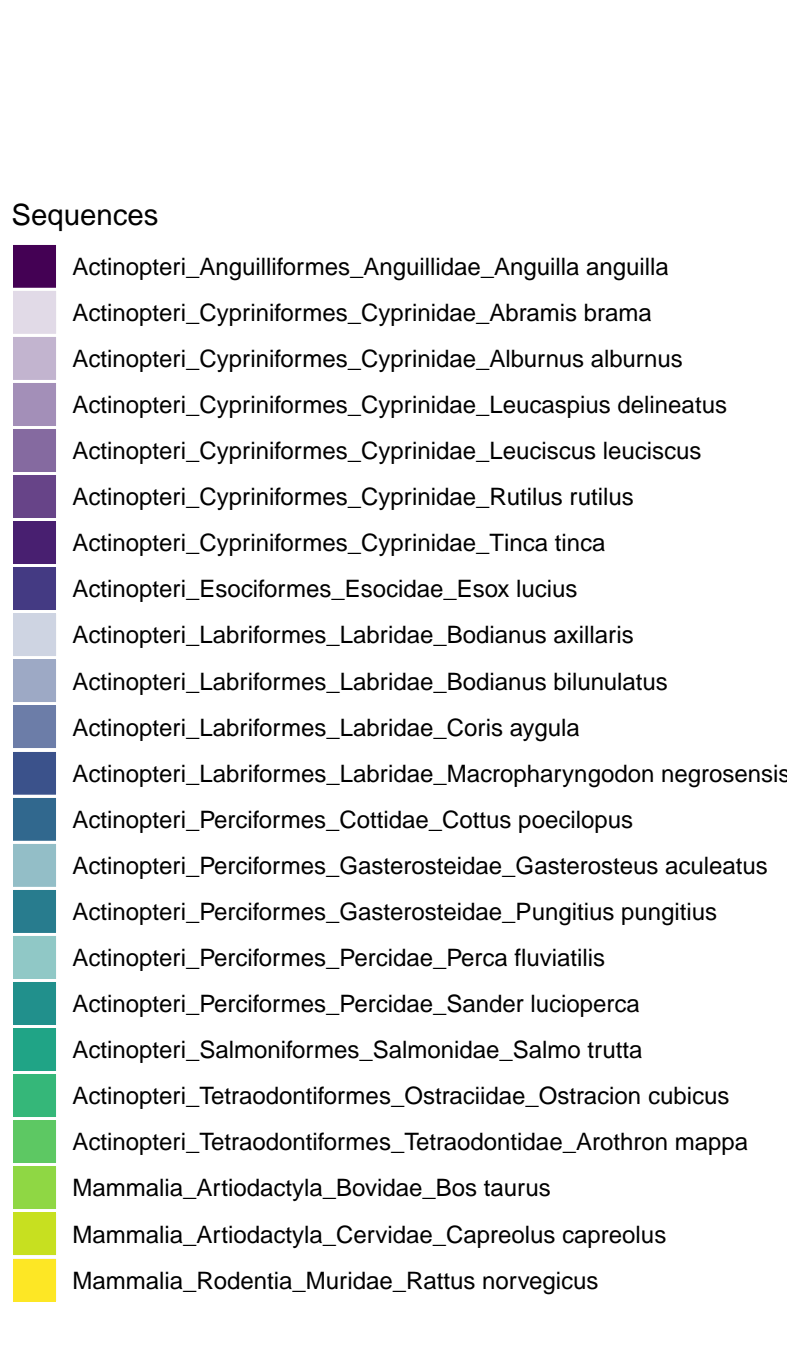 Sequences
Actinopteri_Anguilliformes_Anguillidae_Anguilla anguilla
Actinopteri_Cypriniformes_Cyprinidae_Abramis brama
Actinopteri_Cypriniformes_Cyprinidae_Alburnus alburnus
Actinopteri_Cypriniformes_Cyprinidae_Leucaspius delineatus
Actinopteri_Cypriniformes_Cyprinidae_Leuciscus leuciscus
Actinopteri_Cypriniformes_Cyprinidae_Rutilus rutilus
Actinopteri_Cypriniformes_Cyprinidae_Tinca tinca
Actinopteri_Esociformes_Esocidae_Esox lucius
Actinopteri_Labriformes_Labridae_Bodianus axillaris
Actinopteri_Labriformes_Labridae_Bodianus bilunulatus
Actinopteri_Labriformes_Labridae_Coris aygula
Actinopteri_Labriformes_Labridae_Macropharyngodon negrosensis
Actinopteri_Perciformes_Cottidae_Cottus poecilopus
Actinopteri_Perciformes_Gasterosteidae_Gasterosteus aculeatus
Actinopteri_Perciformes_Gasterosteidae_Pungitius pungitius
Actinopteri_Perciformes_Percidae_Perca fluviatilis
Actinopteri_Perciformes_Percidae_Sander lucioperca
Actinopteri_Salmoniformes_Salmonidae_Salmo trutta
Actinopteri_Tetraodontiformes_Ostraciidae_Ostracion cubicus
Actinopteri_Tetraodontiformes_Tetraodontidae_Arothron mappa
Mammalia_Artiodactyla_Bovidae_Bos taurus
Mammalia_Artiodactyla_Cervidae_Capreolus capreolus
Mammalia_Rodentia_Muridae_Rattus norvegicus